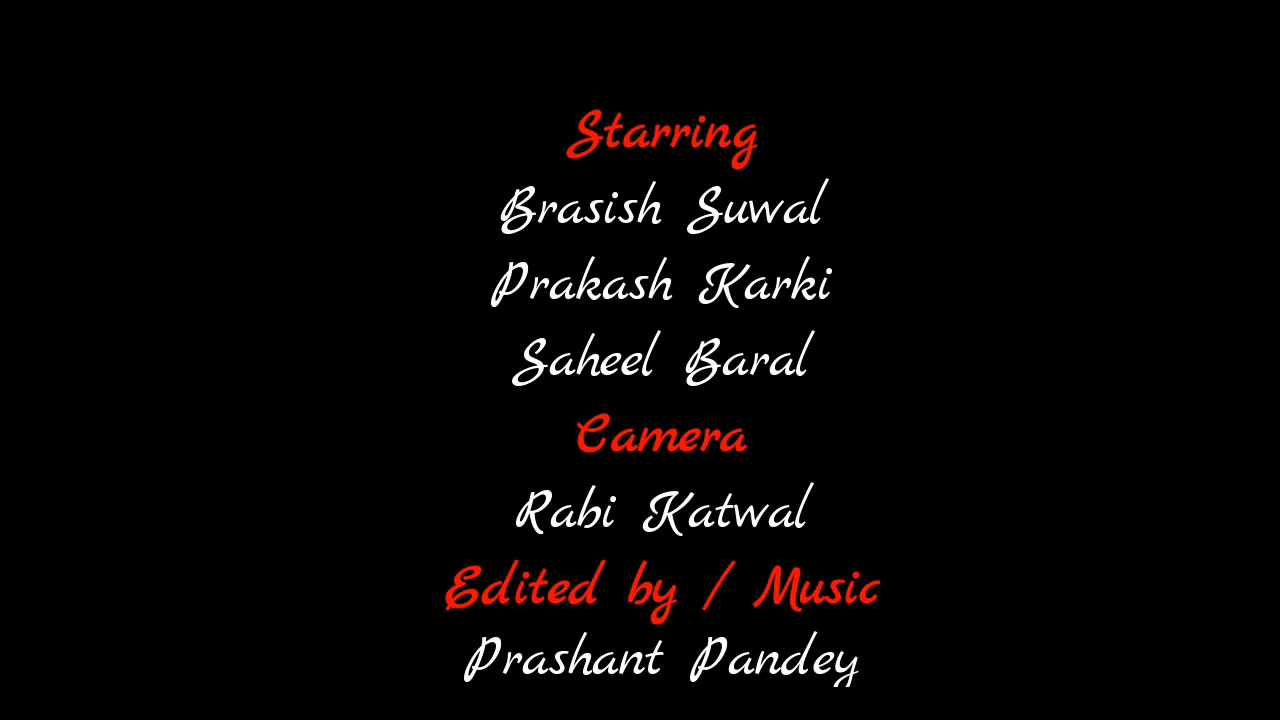 Starring
Brasish Suwal
Prakash Karki
Saheel Baral
Camera
Rabi Katwal
Edited by / Music
Prashant Pandey